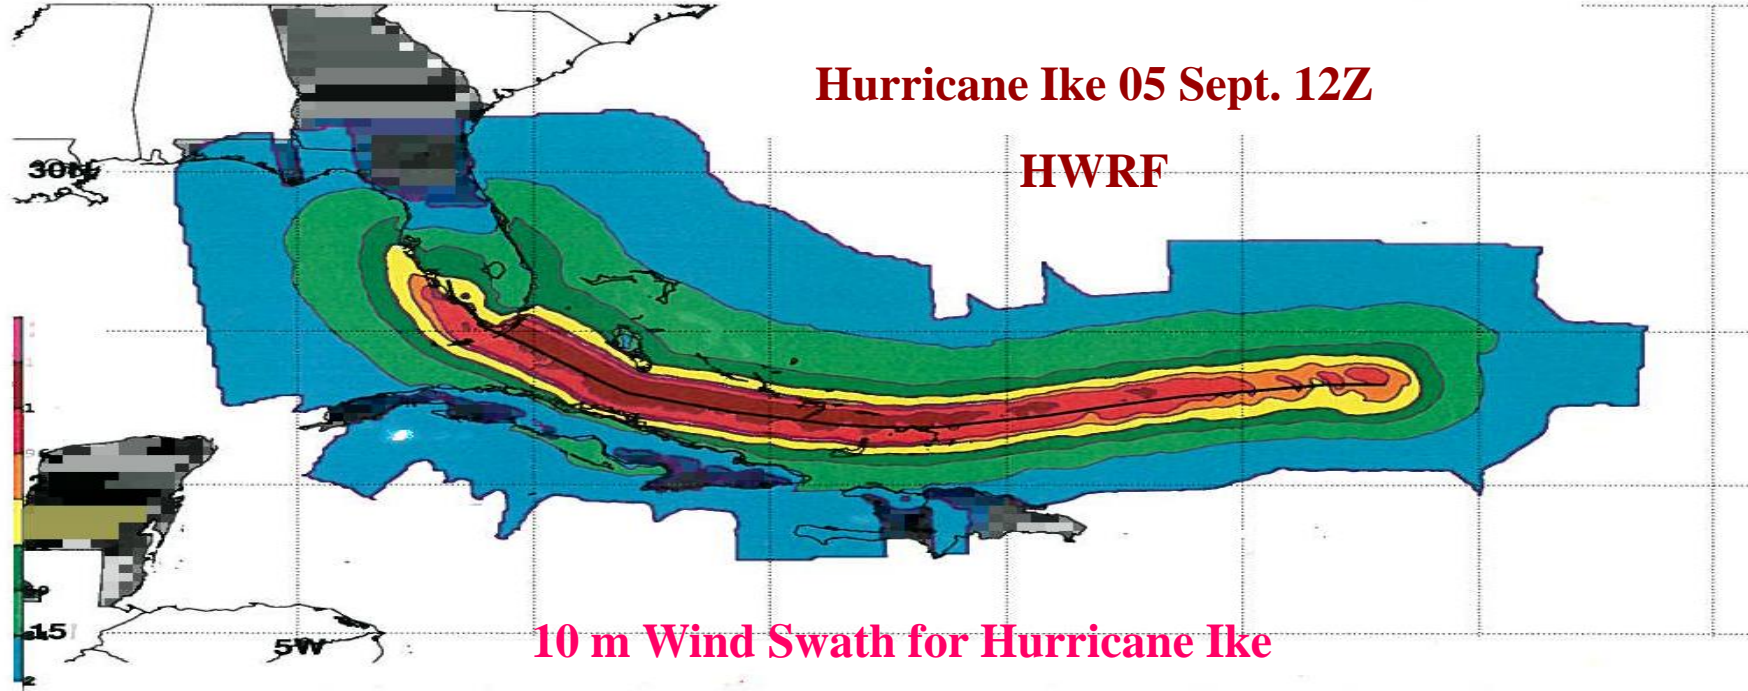 Hurricane Ike 05 Sept. 12Z
HWRF
30N
15
5W
10 m Wind Swath for Hurricane Ike